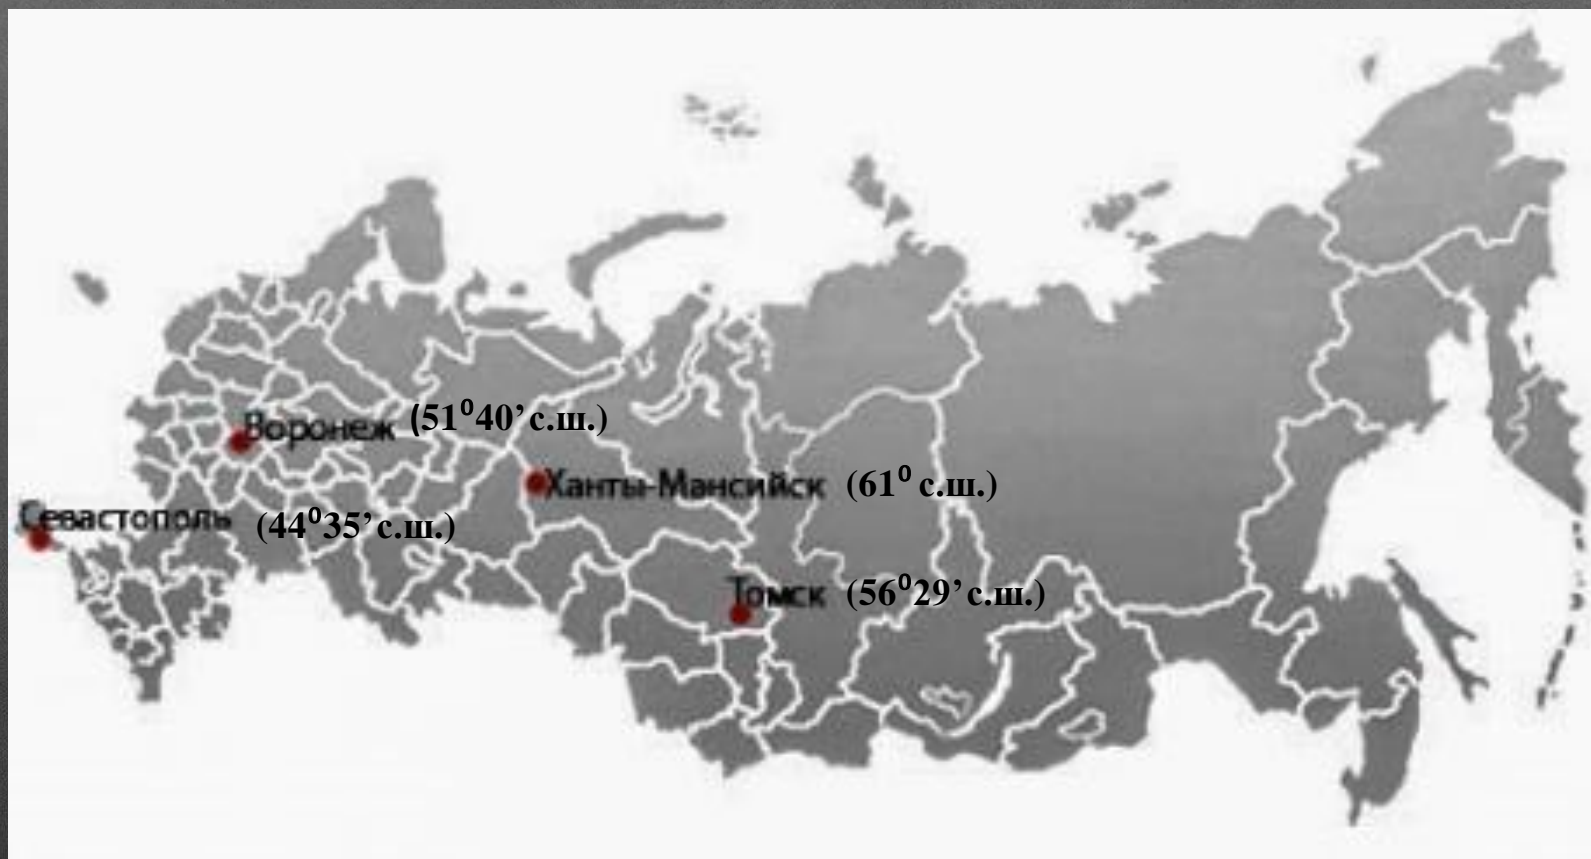 Воронеж (51⁰40’с.ш.)
Ханты-Мансийск (61⁰ с.ш.)
Севастополь (44⁰35’с.ш.)
Томск (56⁰29’с.ш.)